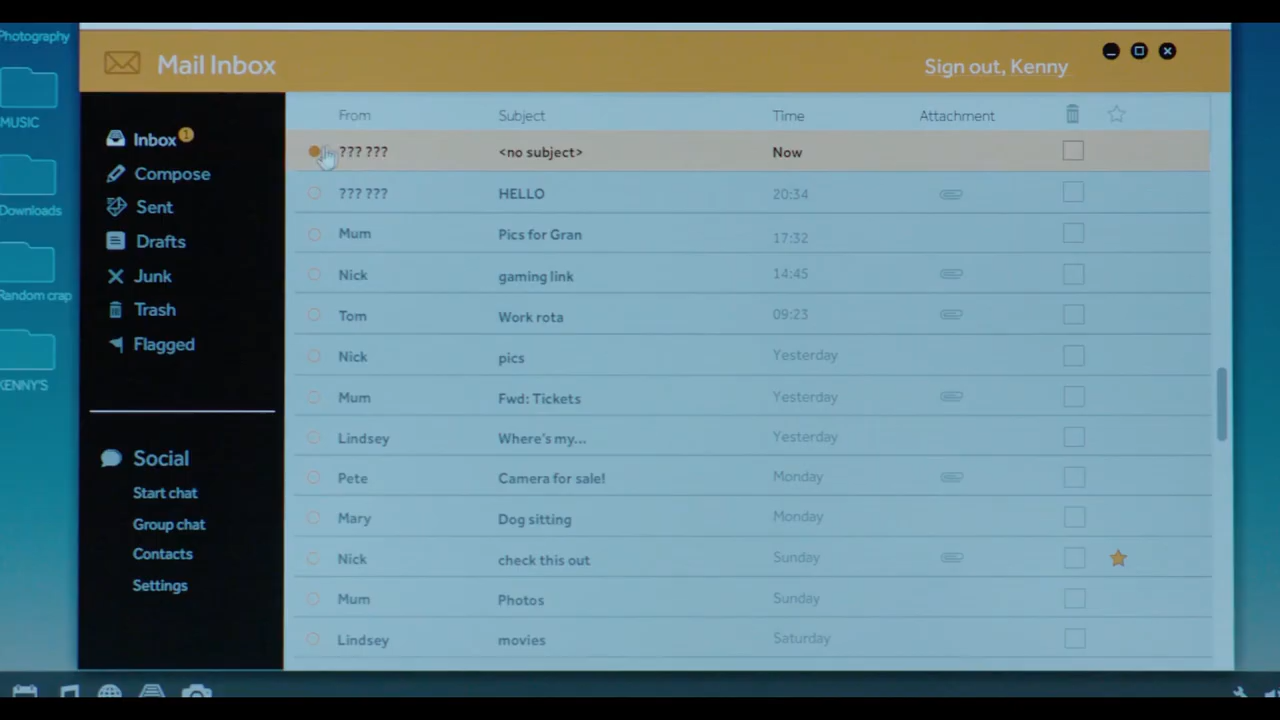 Photography
Mail Inbox
Sign out, Kenny
MUSIC
Downloads
Random crap
KENNY'S
Inbox 1
Compose
Sent
Drafts
Junk
Trash
Flagged
Social
Start chat
Group chat
Contacts
Settings
From Subject Time Attachment
??? ??? <no subject> Now
??? ??? HELLO 20:34
Mum Pics for Gran 17:32
Nick gaming link 14:45
Tom Work rota 09:23
Nick pics Yesterday
Mum Fwd: Tickets Yesterday
Lindsey Where's my... Yesterday
Pete Camera for sale! Monday
Mary Dog sitting Monday
Nick check this out Sunday
Mum Photos Sunday
Lindsey movies Saturday